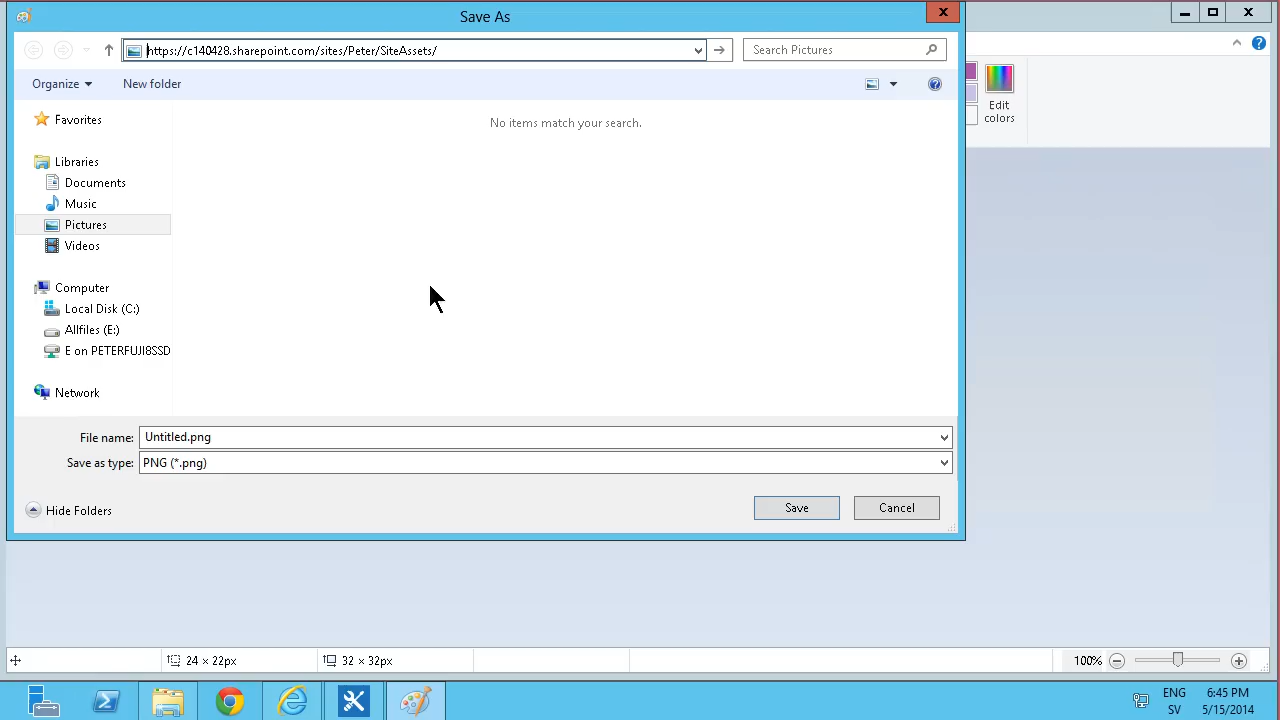 Save As
https://c140428.sharepoint.com/sites/Peter/SiteAssets/
Search Pictures
Organize
New folder
Edit
colors
Favorites
No items match your search.
Libraries
Documents
Music
Pictures
Videos
Computer
Local Disk (C:)
Allfiles (E:)
E on PETERFUJI8SSD
Network
File name: Untitled.png
Save as type: PNG (*.png)
Hide Folders
Save
Cancel
24 × 22px
32 × 32px
100%
ENG
SV
6:45 PM
5/15/2014